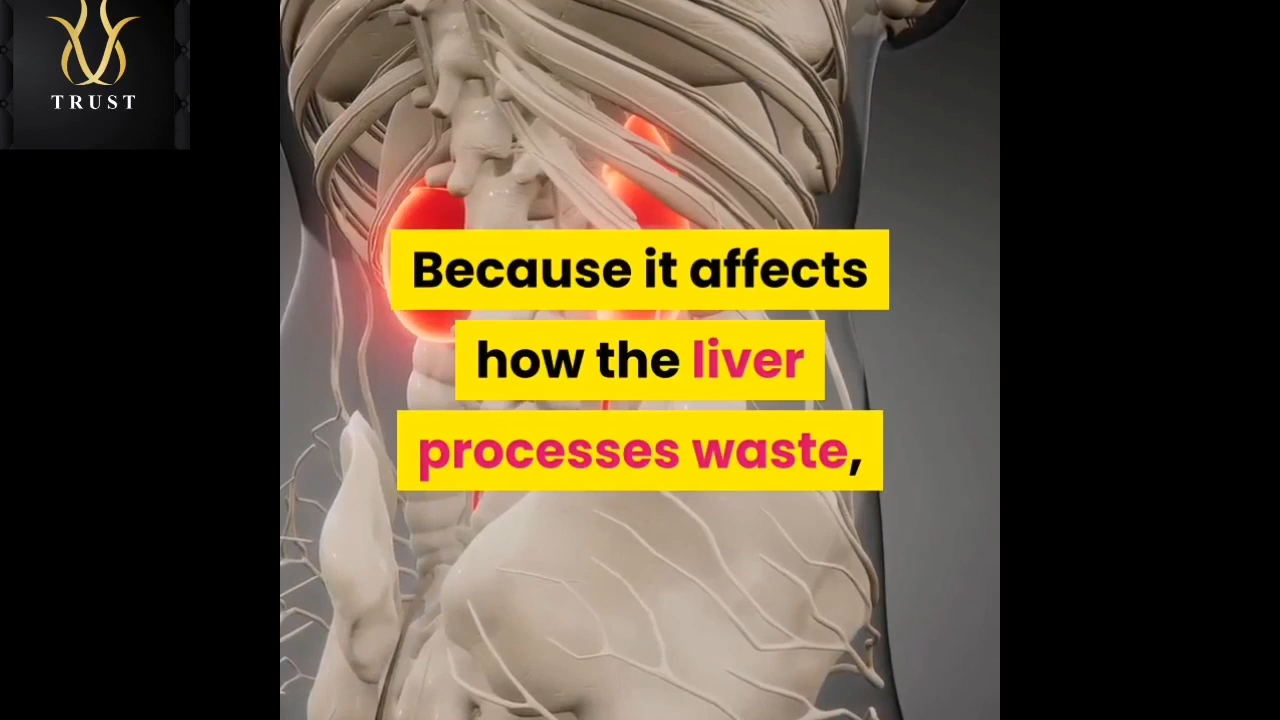 TRUST
Because it affects
how the liver
processes waste,